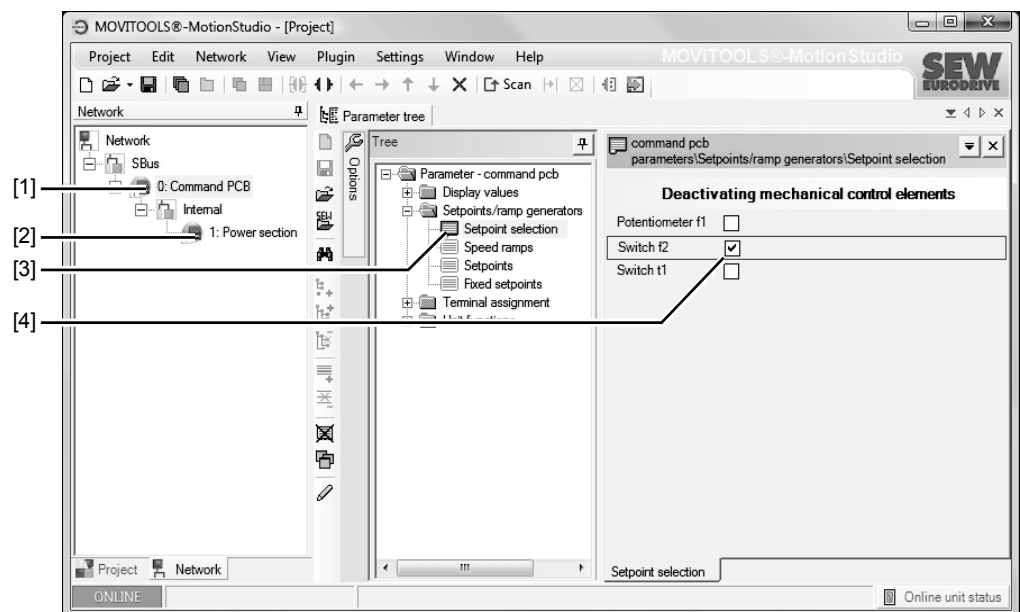 MOVITOOLS®-MotionStudio - [Project]
Project Edit Network View Plugin Settings Window Help
MOVITOOLS®-MotionStudio
SEW
EURODRIVE
Scan
Network
Parameter tree
Network
SBus
[1]
0: Command PCB
Internal
[2]
1: Power section
Options
SEW
Tree
Parameter - command pcb
Display values
Setpoints/ramp generators
[3]
Setpoint selection
Speed ramps
Setpoints
Fixed setpoints
Terminal assignment
command pcb
parameters\Setpoints/ramp generators\Setpoint selection
Deactivating mechanical control elements
Potentiometer f1
Switch f2
Switch t1
[4]
Project Network
Setpoint selection
ONLINE
Online unit status